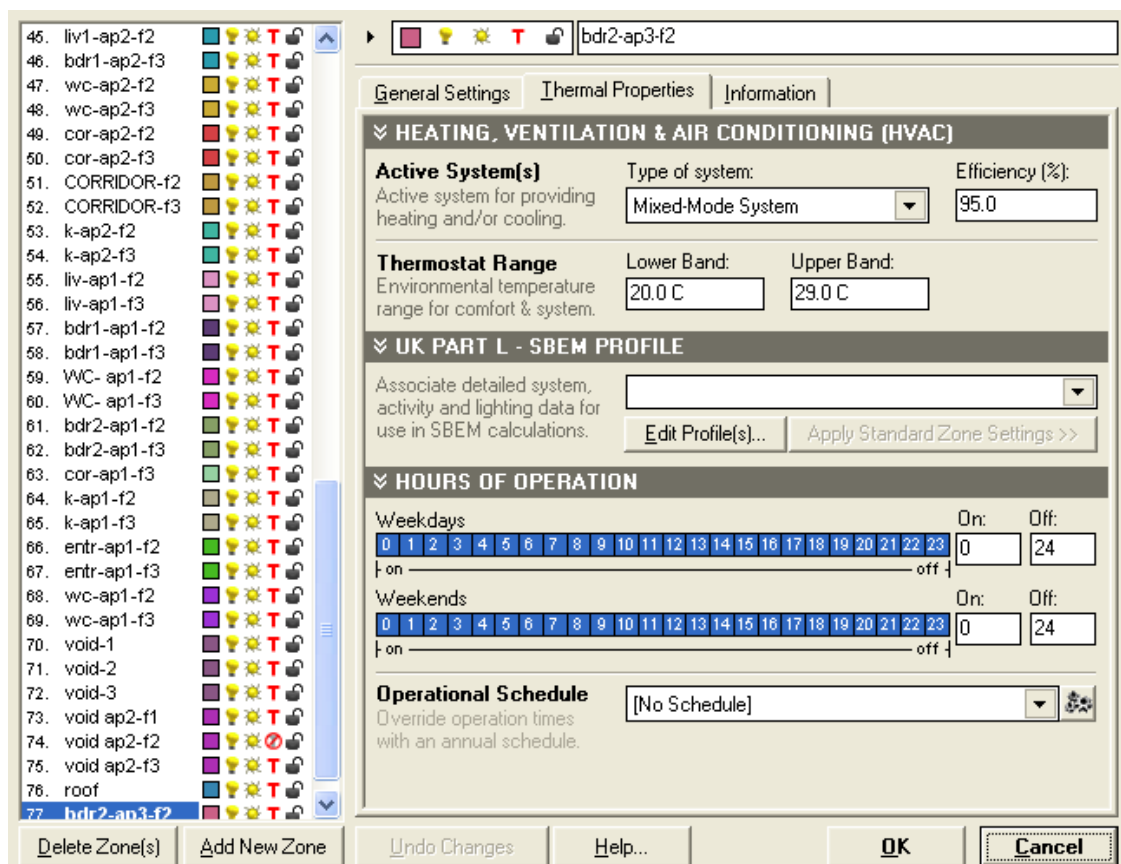 45. liv1-ap2-f2 T
46. bdr1-ap2-f3 T
47. wc-ap2-f2 T
48. wc-ap2-f3 T
49. cor-ap2-f2 T
50. cor-ap2-f3 T
51. CORRIDOR-f2 T
52. CORRIDOR-f3 T
53. k-ap2-f2 T
54. k-ap2-f3 T
55. liv-ap1-f2 T
56. liv-ap1-f3 T
57. bdr1-ap1-f2 T
58. bdr1-ap1-f3 T
59. WC- ap1-f2 T
60. WC- ap1-f3 T
61. bdr2-ap1-f2 T
62. bdr2-ap1-f3 T
63. cor-ap1-f3 T
64. k-ap1-f2 T
65. k-ap1-f3 T
66. entr-ap1-f2 T
67. entr-ap1-f3 T
68. wc-ap1-f2 T
69. wc-ap1-f3 T
70. void-1 T
71. void-2 T
72. void-3 T
73. void ap2-f1 T
74. void ap2-f2
75. void ap2-f3 T
76. roof T
77. bdr2-ap3-f2 T
Delete Zone(s) Add New Zone
T bdr2-ap3-f2
General Settings Thermal Properties Information
HEATING, VENTILATION & AIR CONDITIONING (HVAC)
Active System(s) Type of system: Efficiency (%):
Active system for providing
heating and/or cooling.
Mixed-Mode System 95.0
Thermostat Range Lower Band: Upper Band:
Environmental temperature
range for comfort & system.
20.0 C 29.0 C
UK PART L - SBEM PROFILE
Associate detailed system,
activity and lighting data for
use in SBEM calculations.
Edit Profile(s)... Apply Standard Zone Settings >>
HOURS OF OPERATION
Weekdays On: Off:
0 1 2 3 4 5 6 7 8 9 10 11 12 13 14 15 16 17 18 19 20 21 22 23 0 24
on off
Weekends On: Off:
0 1 2 3 4 5 6 7 8 9 10 11 12 13 14 15 16 17 18 19 20 21 22 23 0 24
on off
Operational Schedule [No Schedule]
Override operation times
with an annual schedule.
Undo Changes Help... OK Cancel